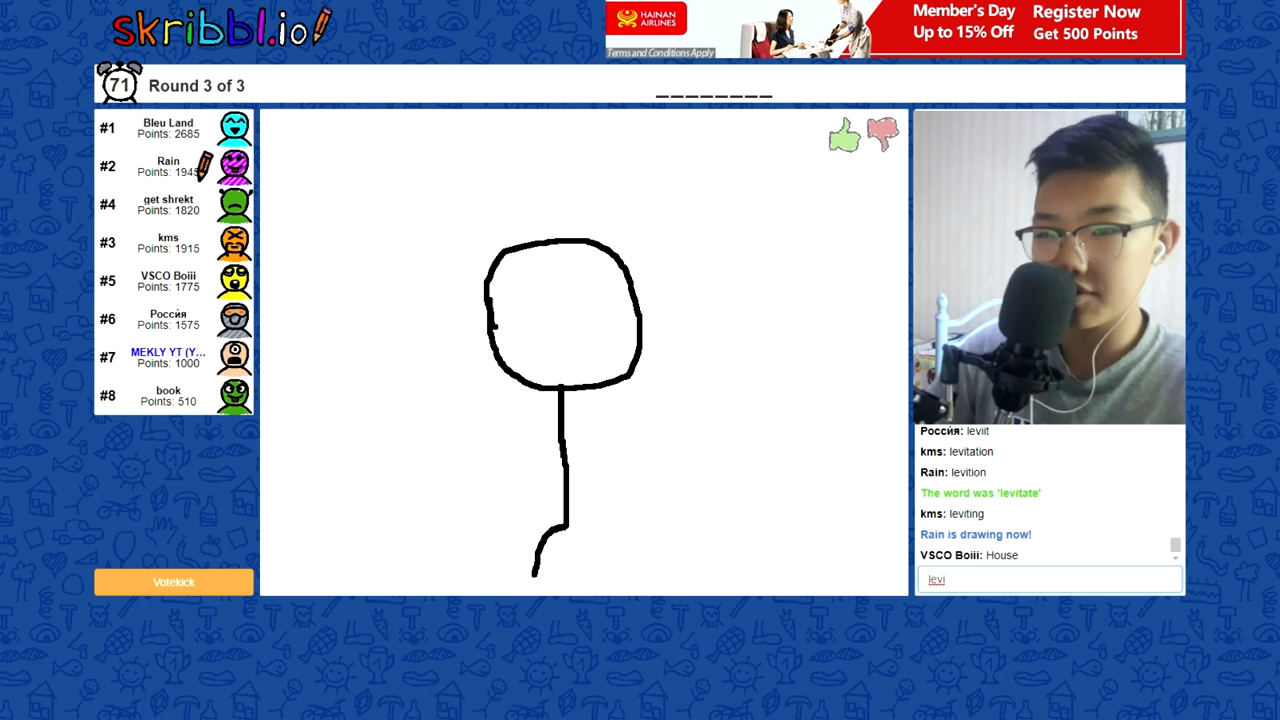 skribbl.io
HAINAN AIRLINES
Terms and Conditions Apply
Member's Day
Up to 15% Off
Register Now
Get 500 Points
71
Round 3 of 3
________
#1 Bleu Land
Points: 2685
#2 Rain
Points: 1945
#4 get shrekt
Points: 1820
#3 kms
Points: 1915
#5 VSCO Boiii
Points: 1775
#6 Россия
Points: 1575
#7 MEKLY YT (Y...
Points: 1000
#8 book
Points: 510
Votekick
Россия: leviit
kms: levitation
Rain: levition
The word was 'levitate'
kms: leviting
Rain is drawing now!
VSCO Boiii: House
levi